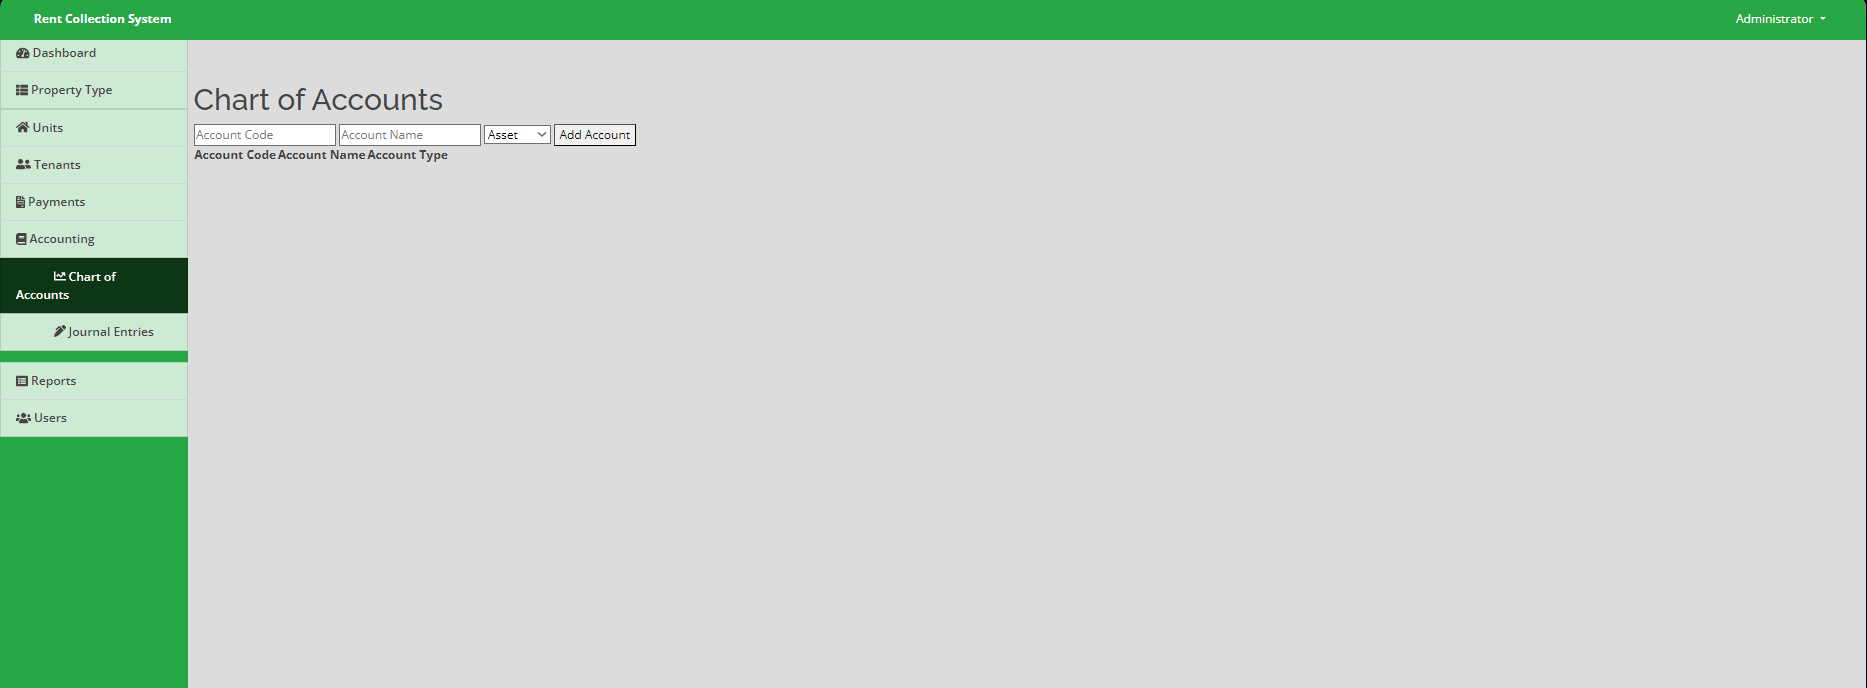 Rent Collection System
Administrator
Dashboard
Property Type
Units
Tenants
Payments
Accounting
Chart of
Accounts
Journal Entries
Reports
Users
Chart of Accounts
Account Code Account Name Asset Add Account
Account Code Account Name Account Type